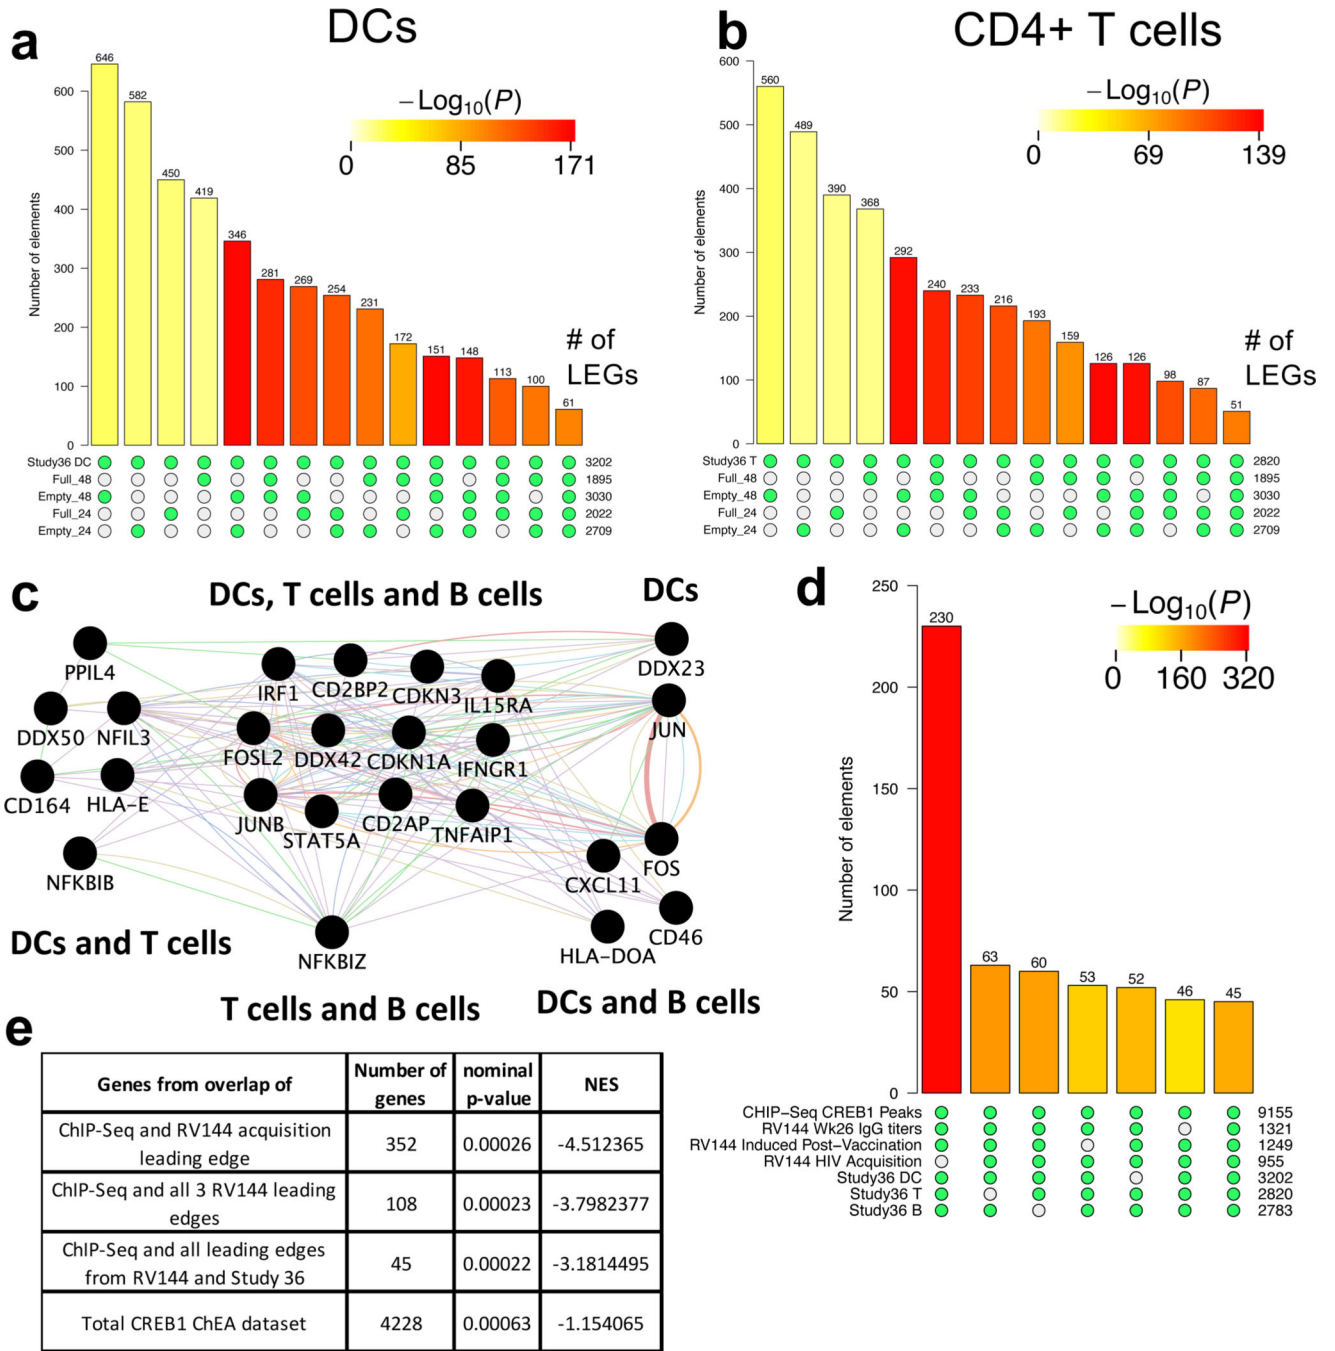 a
DCs
646
582
450
419
346
281
269
254
231
172
151
148
113
100
61
600
500
400
300
200
100
0
Number of elements
−Log10(P)
0 85 171
# of
LEGs
Study36 DC 3202
Full_48 1895
Empty_48 3030
Full_24 2022
Empty_24 2709
b
CD4+ T cells
600
500
400
300
200
100
0
Number of elements
560
489
390
368
292
240
233
216
193
159
126
126
98
87
51
−Log10(P)
0 69 139
# of
LEGs
Study36 T 2820
Full_48 1895
Empty_48 3030
Full_24 2022
Empty_24 2709
c
DCs, T cells and B cells
DCs
PPIL4
DDX50
NFIL3
CD164
HLA−E
NFKBIB
IRF1
CD2BP2
CDKN3
IL15RA
FOSL2
DDX42
CDKN1A
IFNGR1
JUNB
STAT5A
CD2AP
TNFAIP1
DDX23
JUN
FOS
CXCL11
CD46
HLA−DOA
NFKBIZ
DCs and T cells
T cells and B cells
DCs and B cells
d
250
200
150
100
50
0
Number of elements
230
63
60
53
52
46
45
−Log10(P)
0 160 320
CHIP−Seq CREB1 Peaks 9155
RV144 Wk26 IgG titers 1321
RV144 Induced Post−Vaccination 1249
RV144 HIV Acquisition 955
Study36 DC 3202
Study36 T 2820
Study36 B 2783
e
Genes from overlap of | Number of genes | nominal p-value | NES
ChIP-Seq and RV144 acquisition leading edge | 352 | 0.00026 | -4.512365
ChIP-Seq and all 3 RV144 leading edges | 108 | 0.00023 | -3.7982377
ChIP-Seq and all leading edges from RV144 and Study 36 | 45 | 0.00022 | -3.1814495
Total CREB1 ChEA dataset | 4228 | 0.00063 | -1.154065